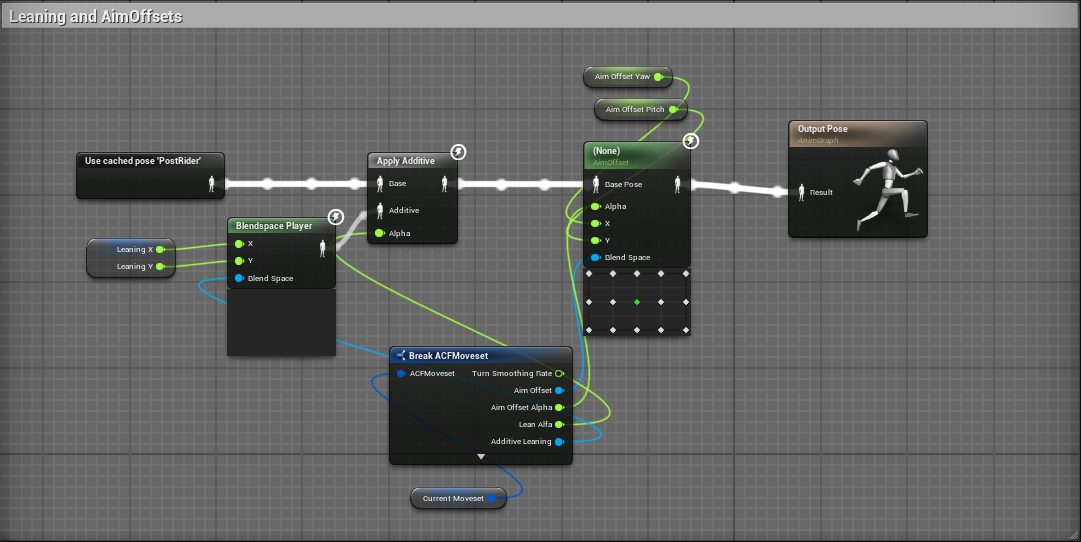 Leaning and AimOffsets
Aim Offset Yaw
Aim Offset Pitch
Use cached pose 'PostRider'
Apply Additive
Base
Additive
Alpha
(None)
AimOffset
Base Pose
Alpha
X
Y
Blend Space
Output Pose
AnimGraph
Result
Leaning X
Leaning Y
Blendspace Player
X
Y
Blend Space
Break ACFMoveset
ACFMoveset
Turn Smoothing Rate
Aim Offset
Aim Offset Alpha
Lean Alfa
Additive Leaning
Current Moveset